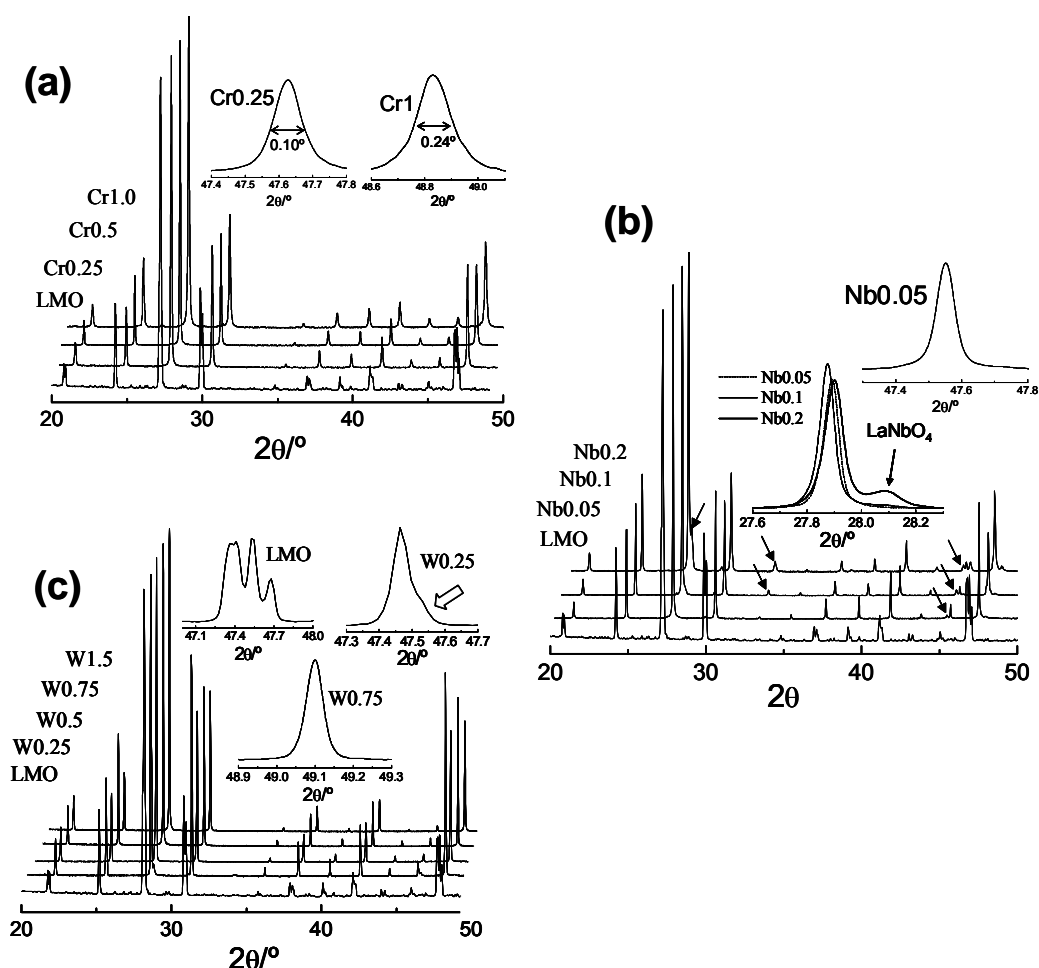 (a)
Cr0.25
0.10º
47.4 47.5 47.6 47.7 47.8
2θ/º
Cr1
0.24º
48.6 48.8 49.0
2θ/º
Cr1.0
Cr0.5
Cr0.25
LMO
20 30 40 50
2θ/º
(b)
Nb0.05
47.4 47.6 47.8
2θ/º
Nb0.05
Nb0.1
Nb0.2
LaNbO₄
27.6 27.8 28.0 28.2
2θ/º
Nb0.2
Nb0.1
Nb0.05
LMO
20 30 40 50
2θ
(c)
LMO
47.1 47.4 47.7 48.0
2θ/º
W0.25
47.3 47.4 47.5 47.6 47.7
2θ/º
W0.75
48.9 49.0 49.1 49.2 49.3
2θ/º
W1.5
W0.75
W0.5
W0.25
LMO
20 30 40 50
2θ/º